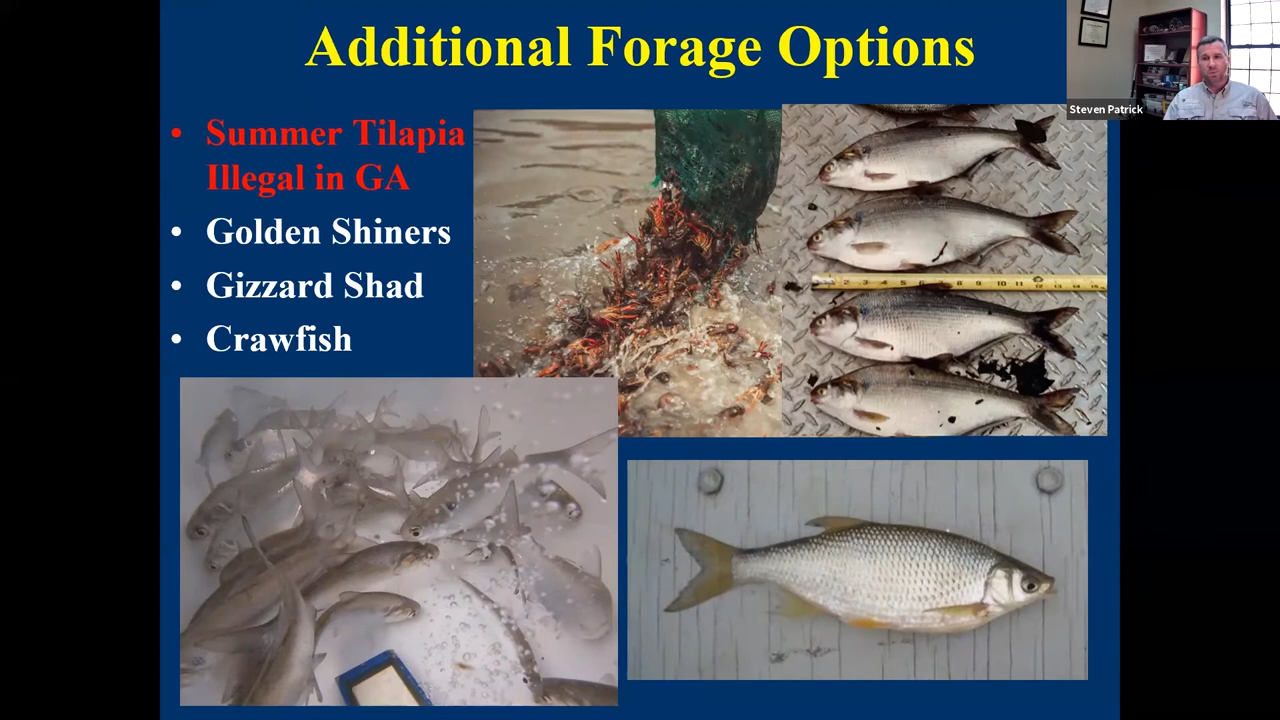 Additional Forage Options
Steven Patrick
• Summer Tilapia
Illegal in GA
• Golden Shiners
• Gizzard Shad
• Crawfish